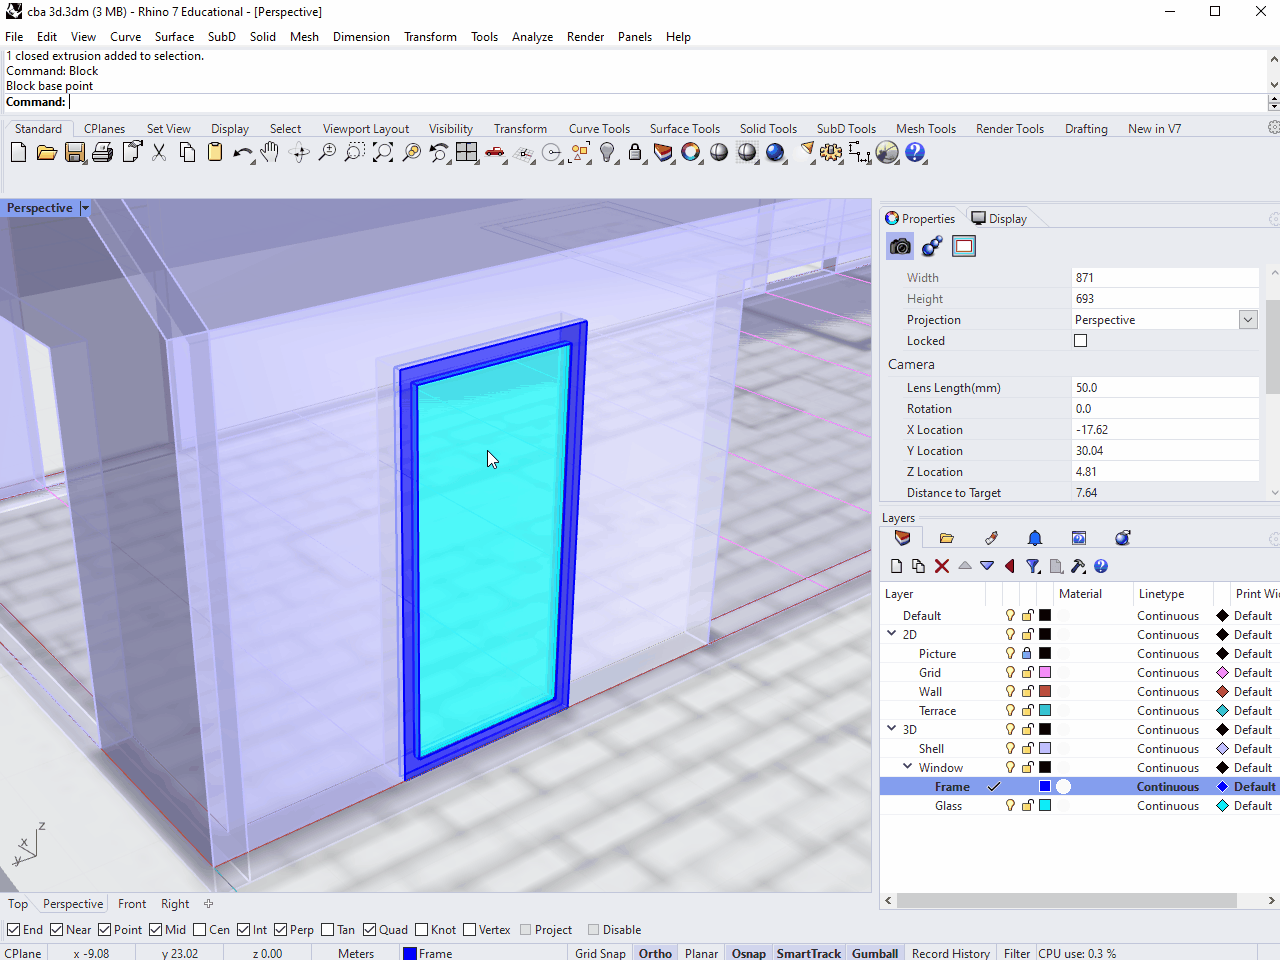 cba 3d.3dm (3 MB) - Rhino 7 Educational - [Perspective]
File Edit View Curve Surface SubD Solid Mesh Dimension Transform Tools Analyze Render Panels Help
1 closed extrusion added to selection.
Command: Block
Block base point
Command:
Standard CPlanes Set View Display Select Viewport Layout Visibility Transform Curve Tools Surface Tools Solid Tools SubD Tools Mesh Tools Render Tools Drafting New in V7
Perspective
Properties Display
Width 871
Height 693
Projection Perspective
Locked
Camera
Lens Length(mm) 50.0
Rotation 0.0
X Location -17.62
Y Location 30.04
Z Location 4.81
Distance to Target 7.64
Layers
Layer Material Linetype Print Wi
Default Continuous Default
2D Continuous Default
Picture Continuous Default
Grid Continuous Default
Wall Continuous Default
Terrace Continuous Default
3D Continuous Default
Shell Continuous Default
Window Continuous Default
Frame Continuous Default
Glass Continuous Default
z
x
y
Top Perspective Front Right
End Near Point Mid Cen Int Perp Tan Quad Knot Vertex Project Disable
CPlane x -9.08 y 23.02 z 0.00 Meters Frame Grid Snap Ortho Planar Osnap SmartTrack Gumball Record History Filter CPU use: 0.3 %